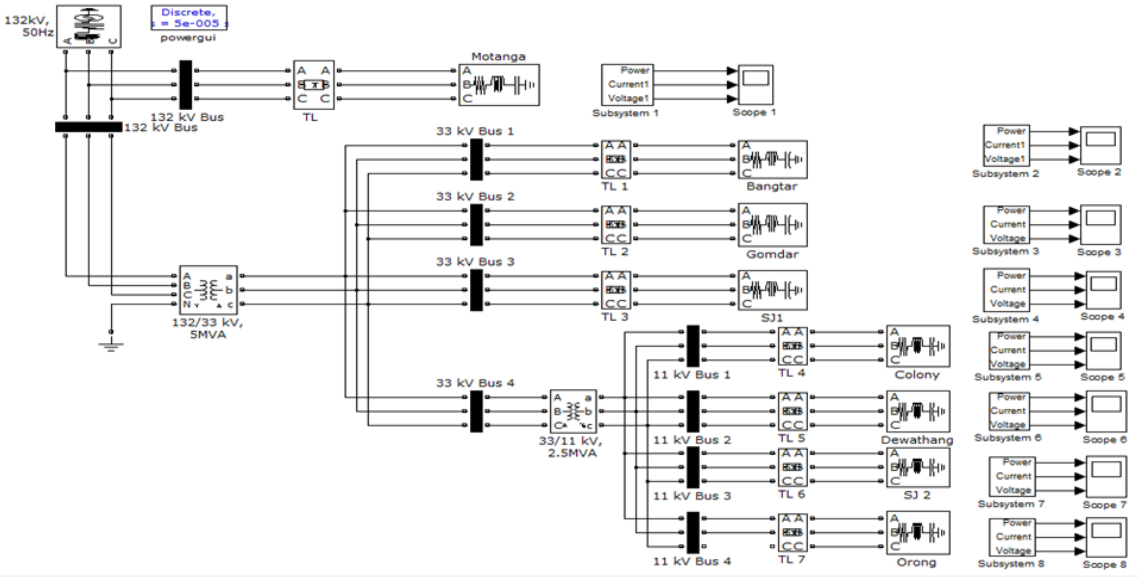 132kV,
50Hz
A B C
Discrete,
s = 5e-005 s
powergui
132 kV Bus
132 kV Bus
A A
B B
C C
TL
Motanga
A
B
C
Power
Current1
Voltage1
Subsystem 1
Scope 1
33 kV Bus 1
A A
C C
TL 1
A
B
C
Bangtar
Power
Current1
Voltage1
Subsystem 2
Scope 2
33 kV Bus 2
A A
C C
TL 2
A
B
C
Gomdar
Power
Current
Voltage
Subsystem 3
Scope 3
A
B
C
N
a
b
c
132/33 kV,
5MVA
33 kV Bus 3
A A
C C
TL 3
A
B
C
SJ1
Power
Current
Voltage
Subsystem 4
Scope 4
11 kV Bus 1
A A
C C
TL 4
A
B
C
Colony
Power
Current
Voltage
Subsystem 5
Scope 5
33 kV Bus 4
A
B
C
a
b
c
33/11 kV,
2.5MVA
11 kV Bus 2
A A
C C
TL 5
A
B
C
Dewathang
Power
Current
Voltage
Subsystem 6
Scope 6
11 kV Bus 3
A A
C C
TL 6
A
B
C
SJ 2
Power
Current
Voltage
Subsystem 7
Scope 7
11 kV Bus 4
A A
C C
TL 7
A
B
C
Orong
Power
Current
Voltage
Subsystem 8
Scope 8